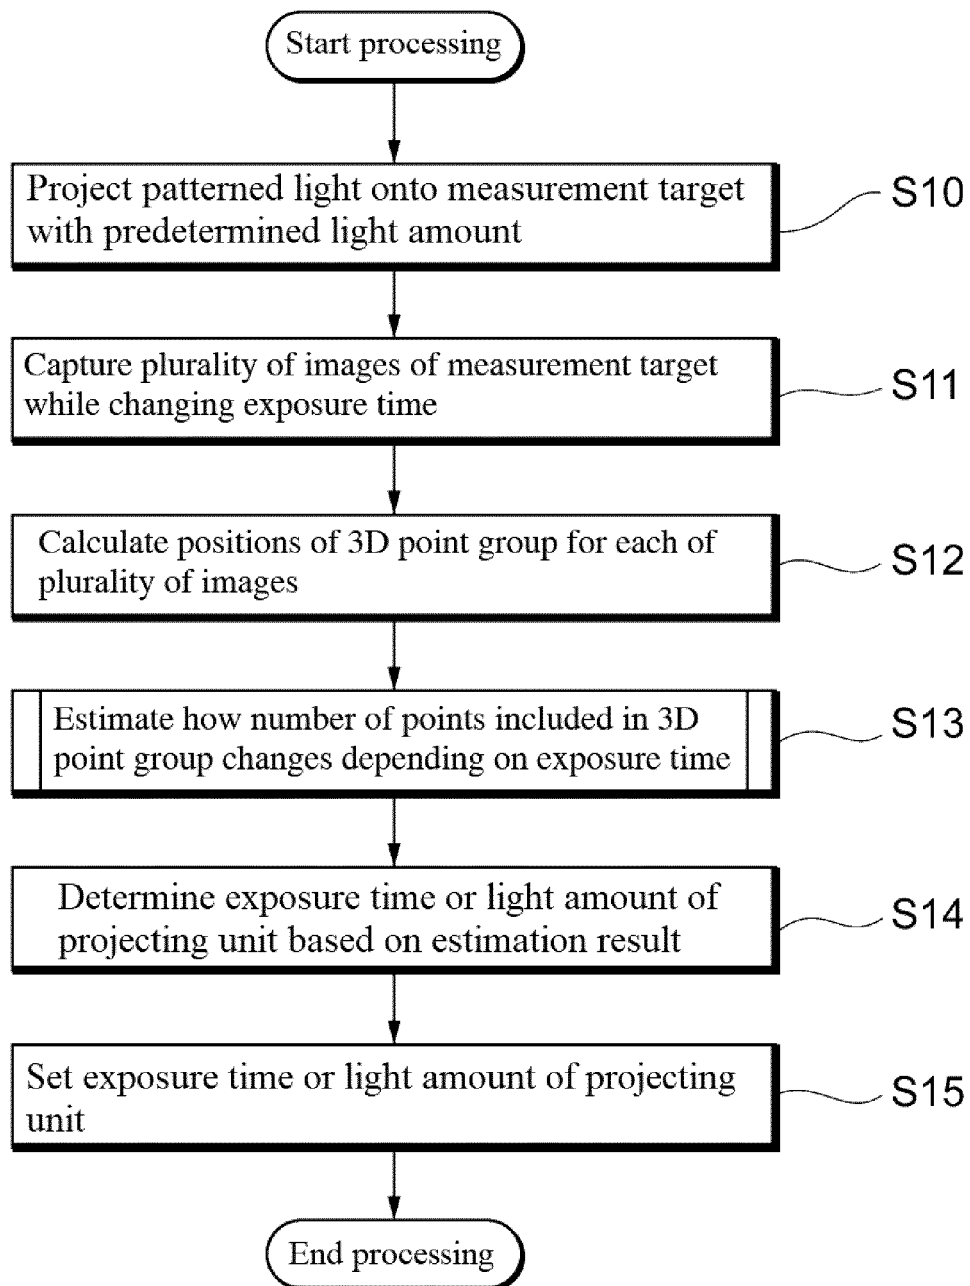 Start processing
Project patterned light onto measurement target
with predetermined light amount
S10
Capture plurality of images of measurement target
while changing exposure time
S11
Calculate positions of 3D point group for each of
plurality of images
S12
Estimate how number of points included in 3D
point group changes depending on exposure time
S13
Determine exposure time or light amount of
projecting unit based on estimation result
S14
Set exposure time or light amount of projecting
unit
S15
End processing